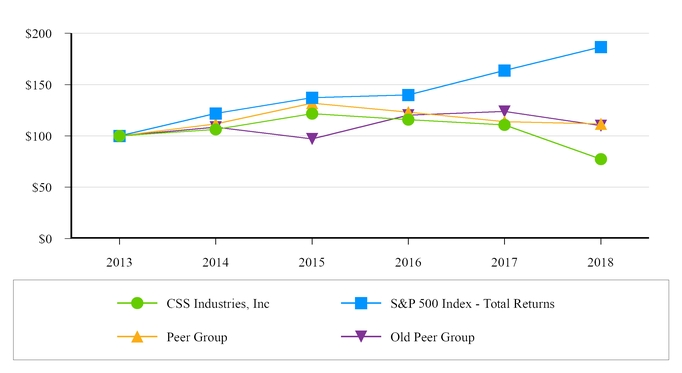 $200
$150
$100
$50
$0
2013 2014 2015 2016 2017 2018
CSS Industries, Inc S&P 500 Index - Total Returns
Peer Group Old Peer Group